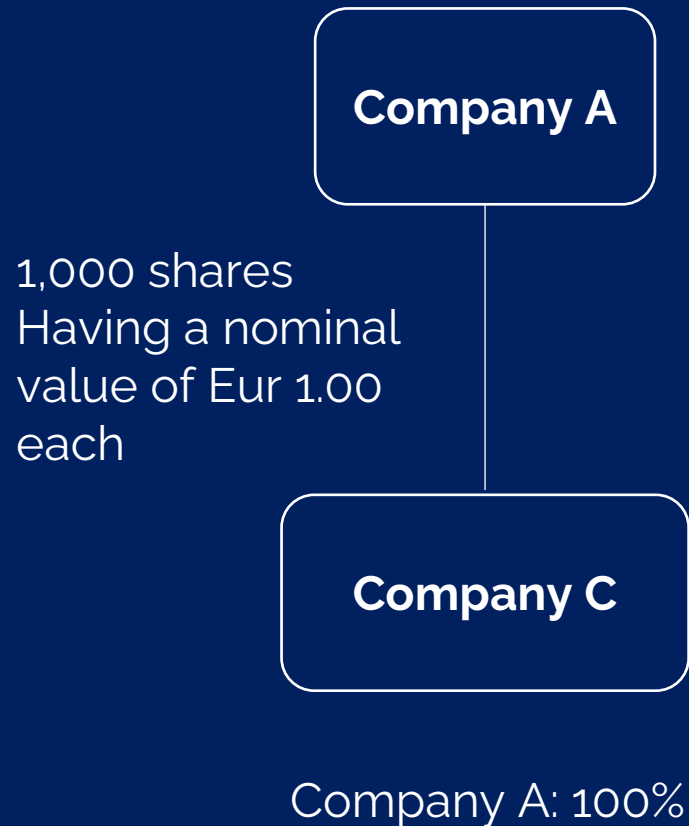 Company A
1,000 shares
Having a nominal
value of Eur 1.00
each
Company C
Company A: 100%